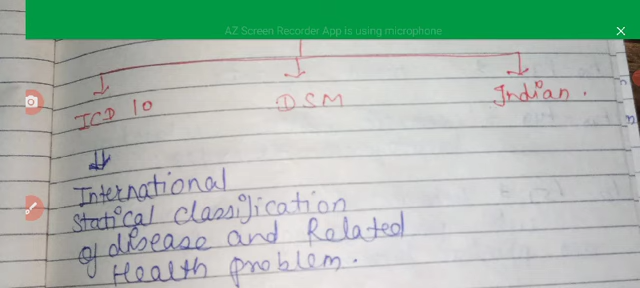 AZ Screen Recorder App is using microphone
ICD 10 DSM Indian.
International
Statical Classification
of disease and Related
Health problem.